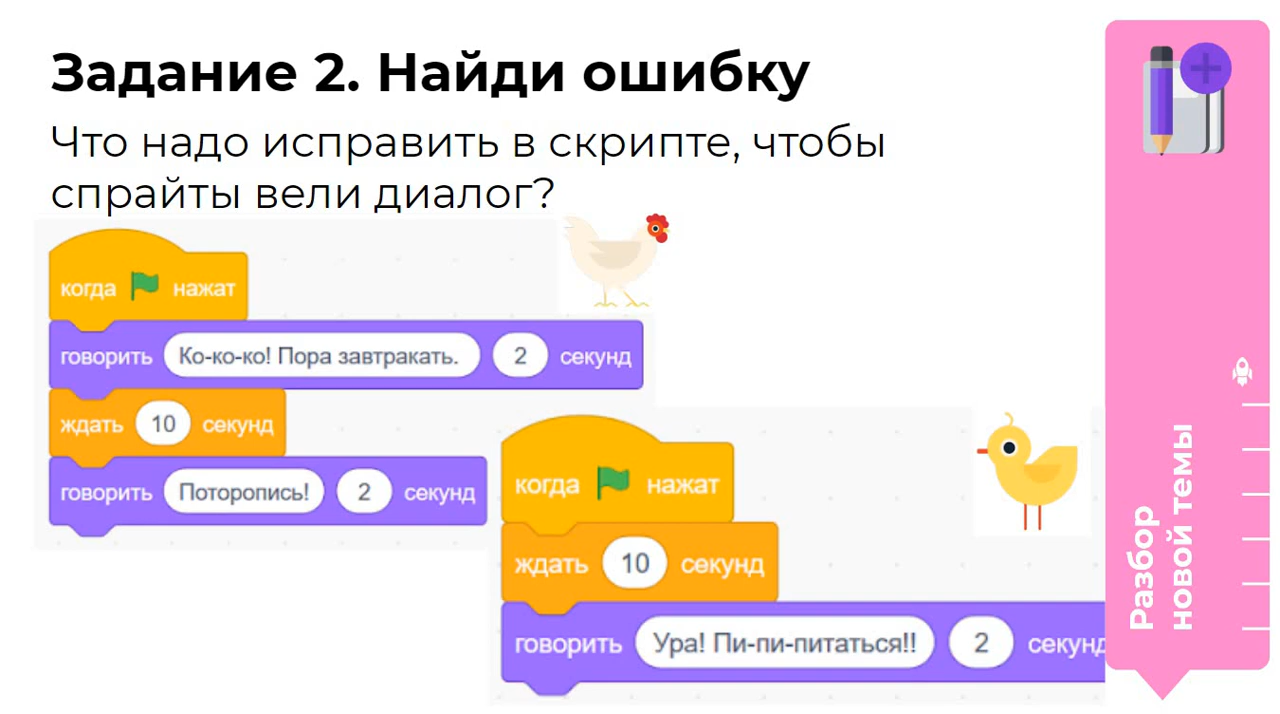 Задание 2. Найди ошибку
Что надо исправить в скрипте, чтобы
спрайты вели диалог?
когда нажат
говорить Ко-ко-ко! Пора завтракать. 2 секунд
ждать 10 секунд
говорить Поторопись! 2 секунд
когда нажат
ждать 10 секунд
говорить Ура! Пи-пи-питаться!! 2 секунд
Разбор
новой темы